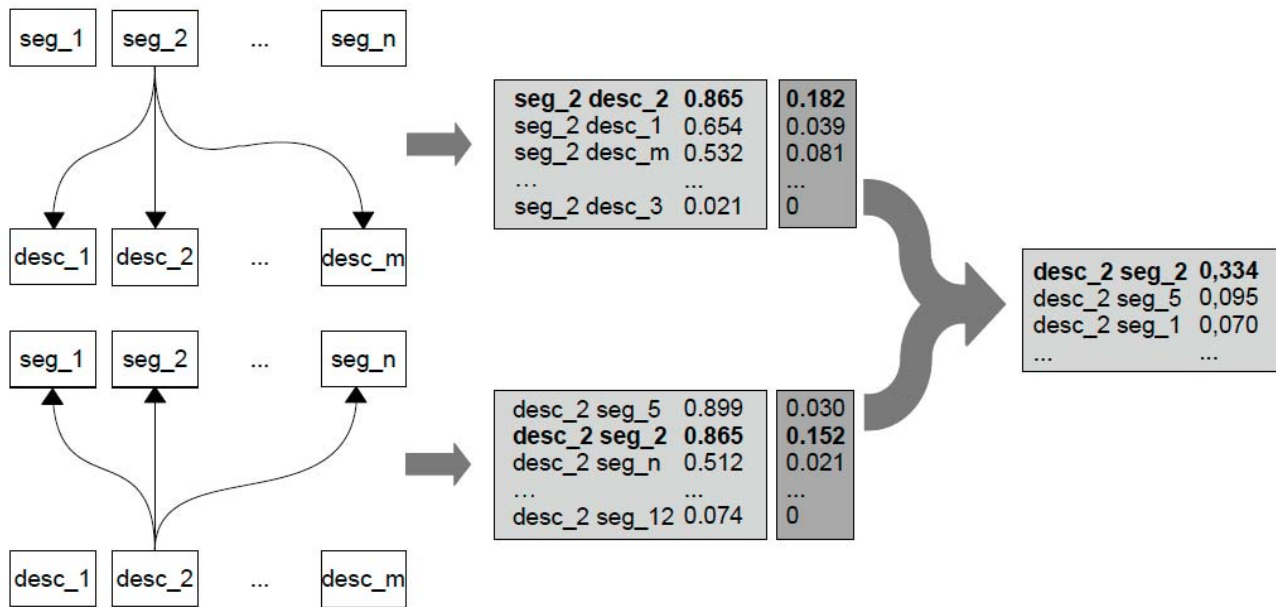 seg_1 seg_2 ... seg_n
desc_1 desc_2 ... desc_m
seg_2 desc_2 0.865 0.182
seg_2 desc_1 0.654 0.039
seg_2 desc_m 0.532 0.081
... ... ...
seg_2 desc_3 0.021 0
seg_1 seg_2 ... seg_n
desc_1 desc_2 ... desc_m
desc_2 seg_5 0.899 0.030
desc_2 seg_2 0.865 0.152
desc_2 seg_n 0.512 0.021
... ... ...
desc_2 seg_12 0.074 0
desc_2 seg_2 0,334
desc_2 seg_5 0,095
desc_2 seg_1 0,070
... ...